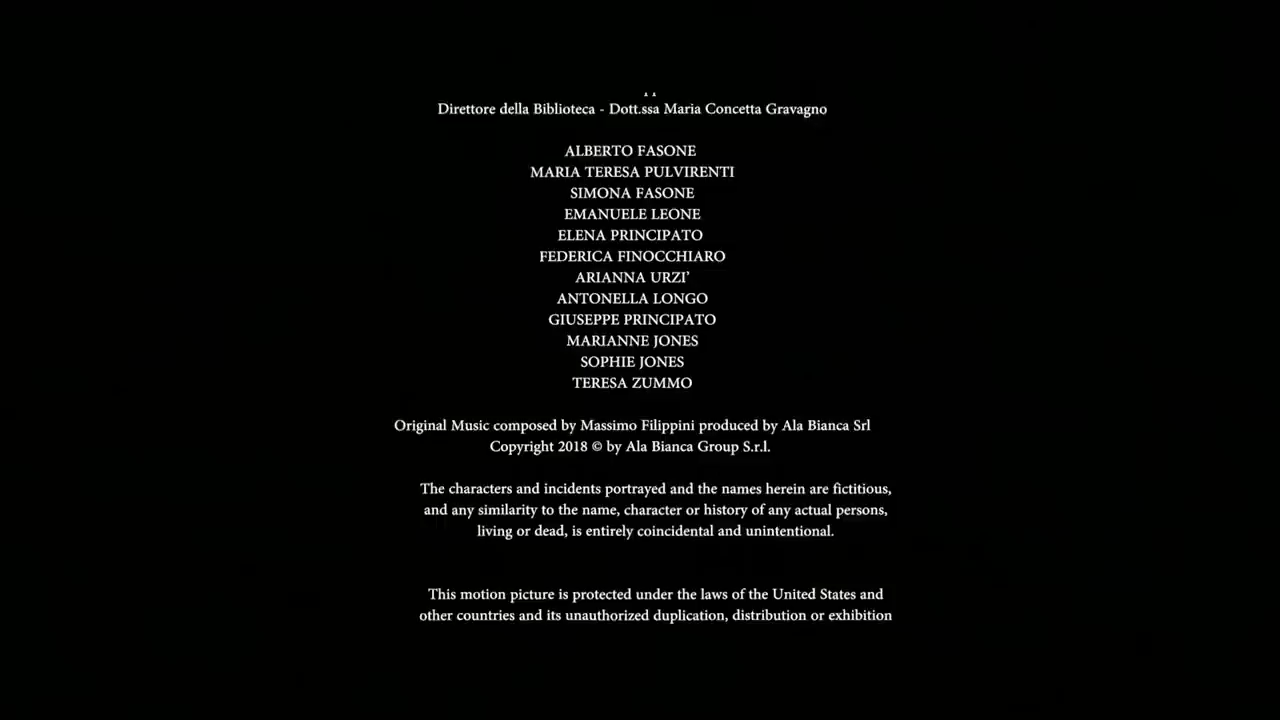 Direttore della Biblioteca - Dott.ssa Maria Concetta Gravagno
ALBERTO FASONE
MARIA TERESA PULVIRENTI
SIMONA FASONE
EMANUELE LEONE
ELENA PRINCIPATO
FEDERICA FINOCCHIARO
ARIANNA URZI’
ANTONELLA LONGO
GIUSEPPE PRINCIPATO
MARIANNE JONES
SOPHIE JONES
TERESA ZUMMO
Original Music composed by Massimo Filippini produced by Ala Bianca Srl
Copyright 2018 © by Ala Bianca Group S.r.l.
The characters and incidents portrayed and the names herein are fictitious,
and any similarity to the name, character or history of any actual persons,
living or dead, is entirely coincidental and unintentional.
This motion picture is protected under the laws of the United States and
other countries and its unauthorized duplication, distribution or exhibition